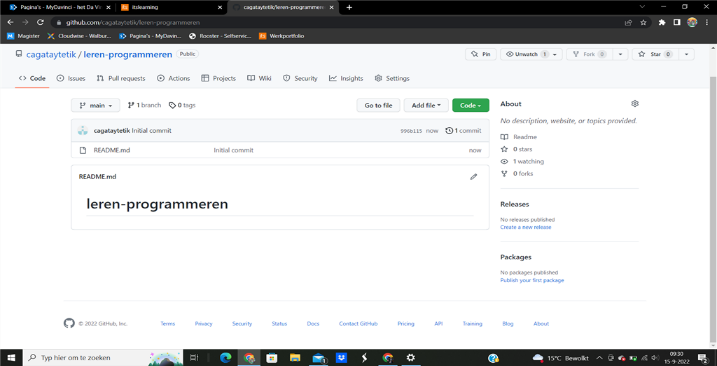 Pagina's - MyDavinci - Net Da Vi
itslearning
cagataytetik/leren-programmeren
github.com/cagataytetik/leren-programmeren
Magister
Cloudwise - Walbur...
Pagina's - MyDavin...
Rooster - Selfservic...
Werkportfolio
cagataytetik / leren-programmeren Public
Pin
Unwatch 1
Fork 0
Star 0
Code
Issues
Pull requests
Actions
Projects
Wiki
Security
Insights
Settings
main
1 branch
0 tags
Go to file
Add file
Code
cagataytetik Initial commit
now
1 commit
README.md
Initial commit
now
README.md
leren-programmeren
About
No description, website, or topics provided.
Readme
0 stars
1 watching
0 forks
Releases
No releases published
Create a new release
Packages
No packages published
Publish your first package
© 2022 GitHub, Inc.
Terms
Privacy
Security
Status
Docs
Contact GitHub
Pricing
API
Training
Blog
About
Typ hier om te zoeken
15°C Bewolkt
09:30
15-9-2022